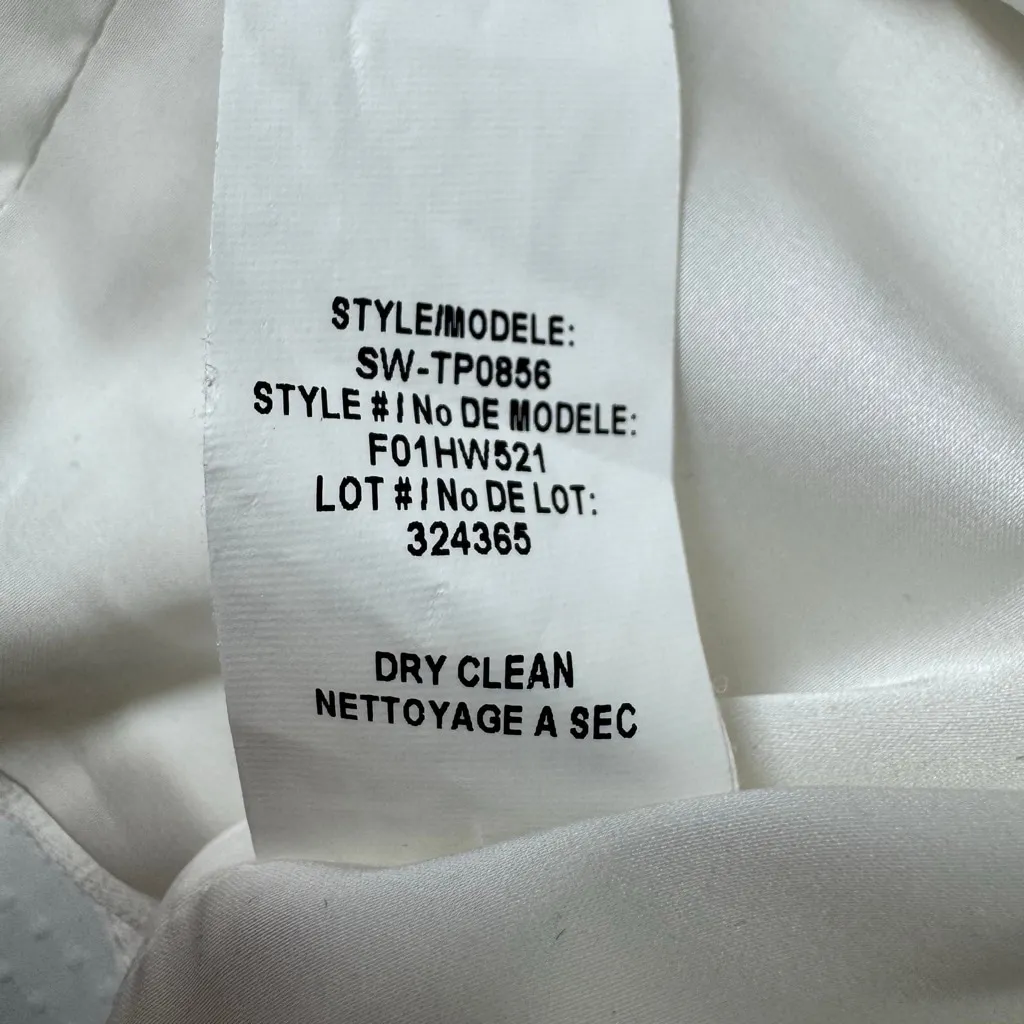 STYLE/MODELE:
SW-TP0856
STYLE #/ No DE MODELE:
F01HW521
LOT #/ No DE LOT:
324365
DRY CLEAN
NETTOYAGE A SEC